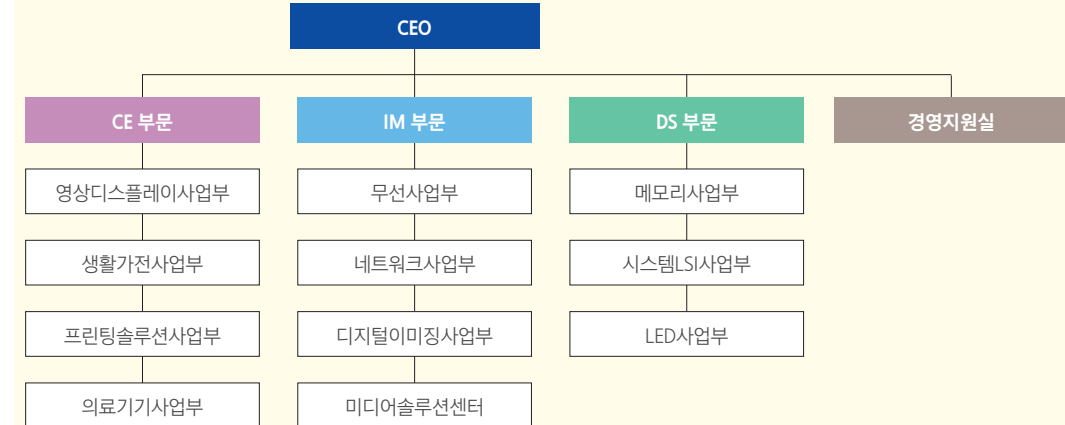 CEO
CE 부문
IM 부문
DS 부문
경영지원실
영상디스플레이사업부
무선사업부
메모리사업부
생활가전사업부
네트워크사업부
시스템LSI사업부
프린팅솔루션사업부
디지털이미징사업부
LED사업부
의료기기사업부
미디어솔루션센터